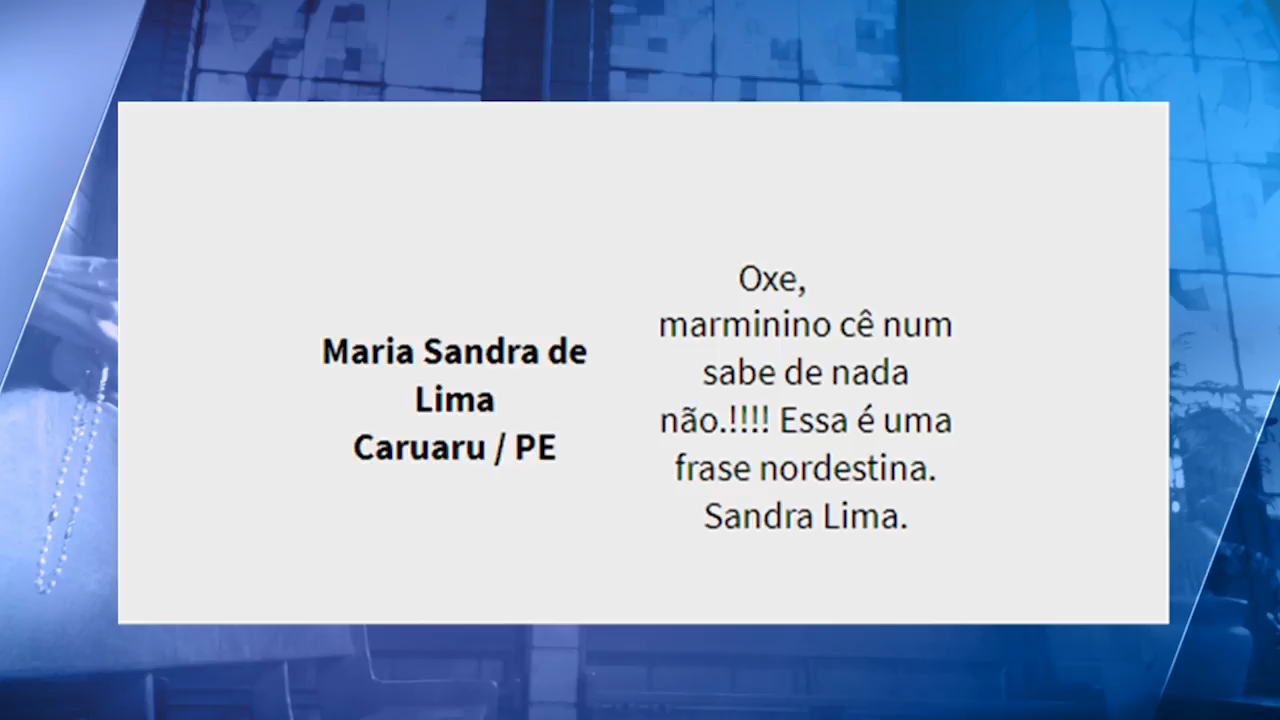 Maria Sandra de
Lima
Caruaru / PE
Oxe,
marminino cê num
sabe de nada
não.!!!! Essa é uma
frase nordestina.
Sandra Lima.